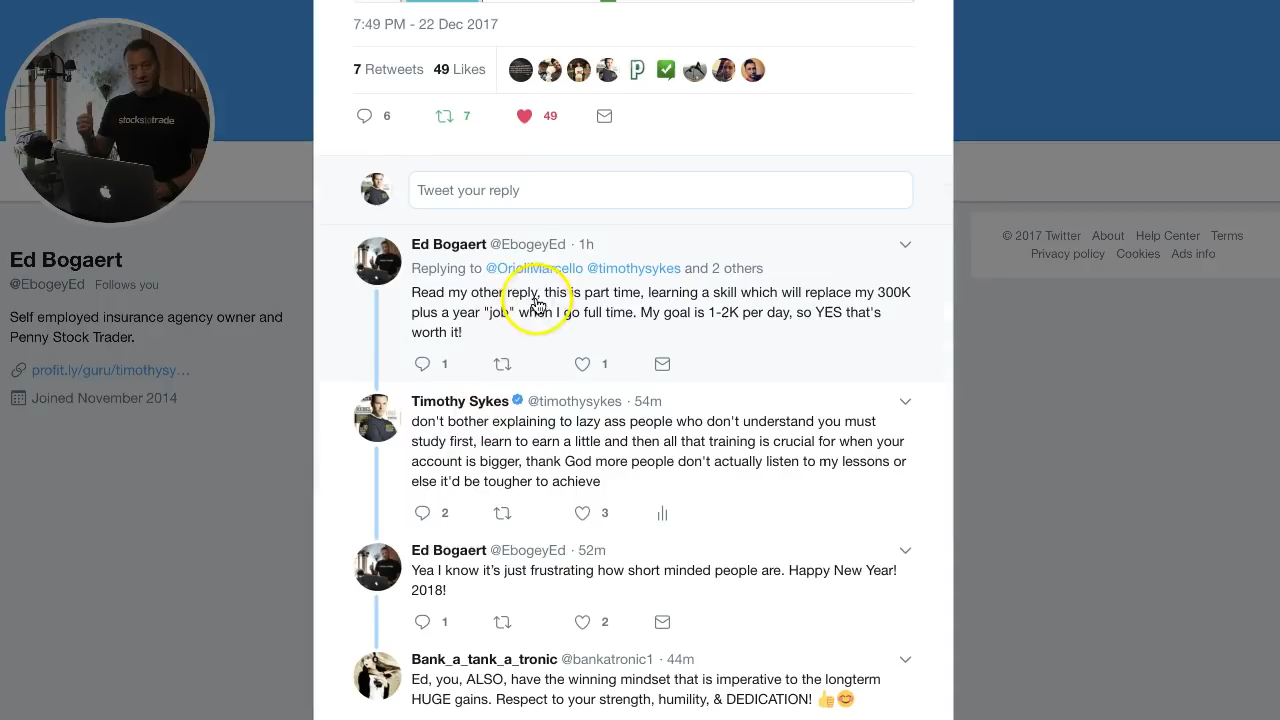 7:49 PM - 22 Dec 2017
7 Retweets 49 Likes
6 7 49
Tweet your reply
stockstotrade
Ed Bogaert
@EbogeyEd Follows you
Self employed insurance agency owner and
Penny Stock Trader.
profit.ly/guru/timothysy…
Joined November 2014
Ed Bogaert @EbogeyEd · 1h
Replying to @OrioliMarcello @timothysykes and 2 others
Read my other reply, this is part time, learning a skill which will replace my 300K
plus a year "job" when I go full time. My goal is 1-2K per day, so YES that's
worth it!
1 1
Timothy Sykes @timothysykes · 54m
don't bother explaining to lazy ass people who don't understand you must
study first, learn to earn a little and then all that training is crucial for when your
account is bigger, thank God more people don't actually listen to my lessons or
else it'd be tougher to achieve
2 3
Ed Bogaert @EbogeyEd · 52m
Yea I know it's just frustrating how short minded people are. Happy New Year!
2018!
1 2
Bank_a_tank_a_tronic @bankatronic1 · 44m
Ed, you, ALSO, have the winning mindset that is imperative to the longterm
HUGE gains. Respect to your strength, humility, & DEDICATION! 👍😊
© 2017 Twitter About Help Center Terms
Privacy policy Cookies Ads info